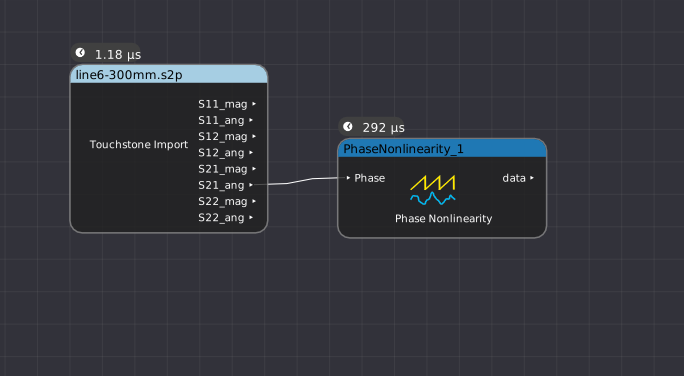 1.18 µs
line6-300mm.s2p
S11_mag
S11_ang
S12_mag
Touchstone Import
S12_ang
S21_mag
S21_ang
S22_mag
S22_ang
292 µs
PhaseNonlinearity_1
Phase
data
Phase Nonlinearity